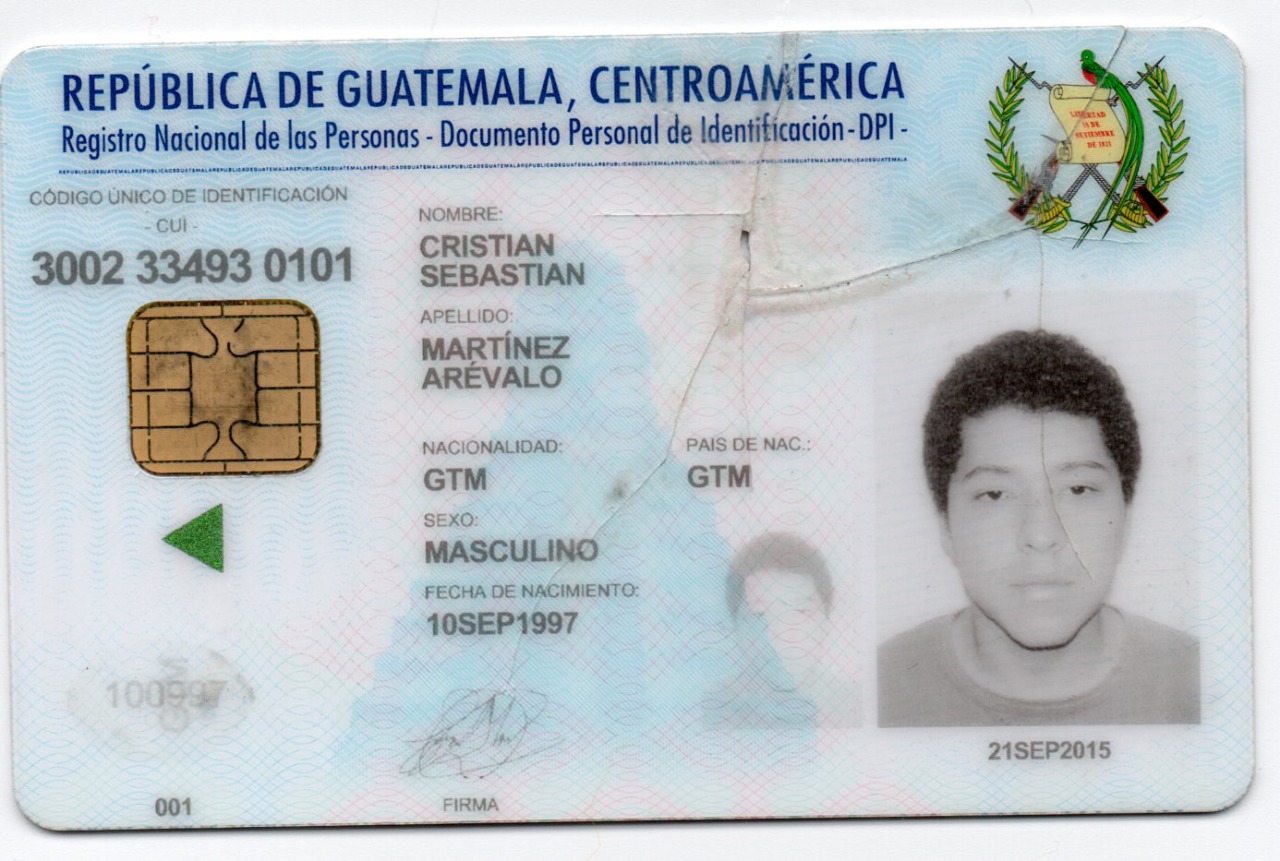 REPÚBLICA DE GUATEMALA, CENTROAMÉRICA
Registro Nacional de las Personas - Documento Personal de Identificación - DPI -
LIBERTAD
15 DE
SETIEMBRE
DE 1821
CÓDIGO ÚNICO DE IDENTIFICACIÓN
- CUI -
3002 33493 0101
NOMBRE:
CRISTIAN
SEBASTIAN
APELLIDO:
MARTÍNEZ
ARÉVALO
NACIONALIDAD:
GTM
PAIS DE NAC.:
GTM
SEXO:
MASCULINO
FECHA DE NACIMIENTO:
10SEP1997
100997
21SEP2015
001
FIRMA